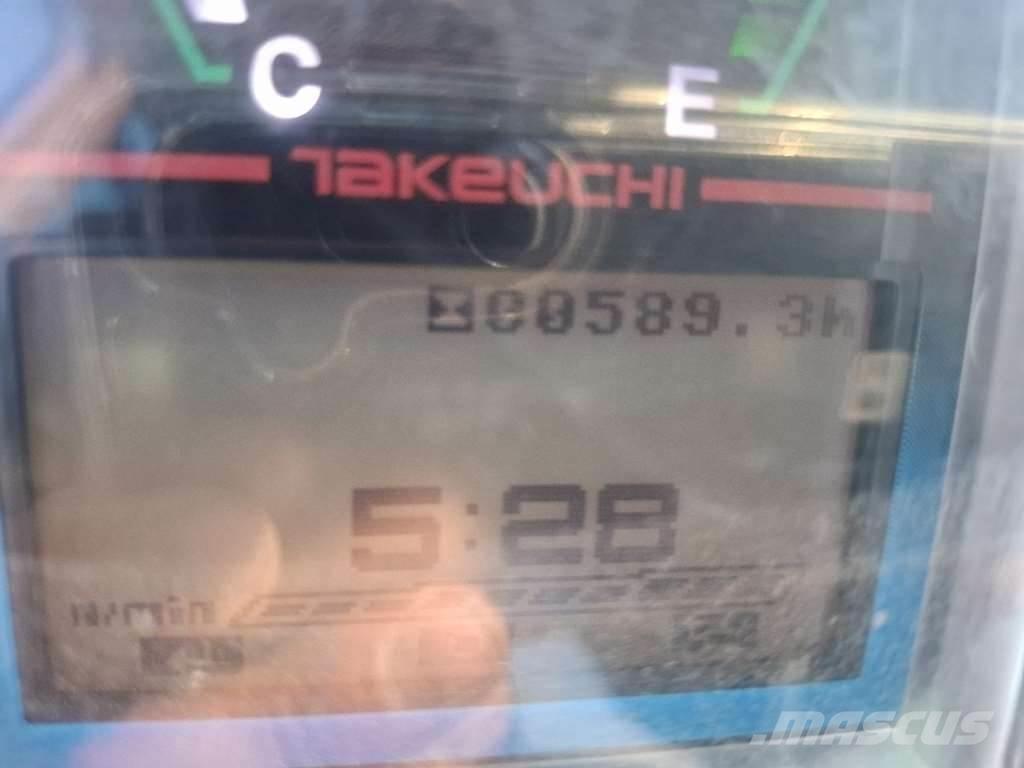 C E
TAKEUCHI
00589.3h
5:28
n/min
MASCUS